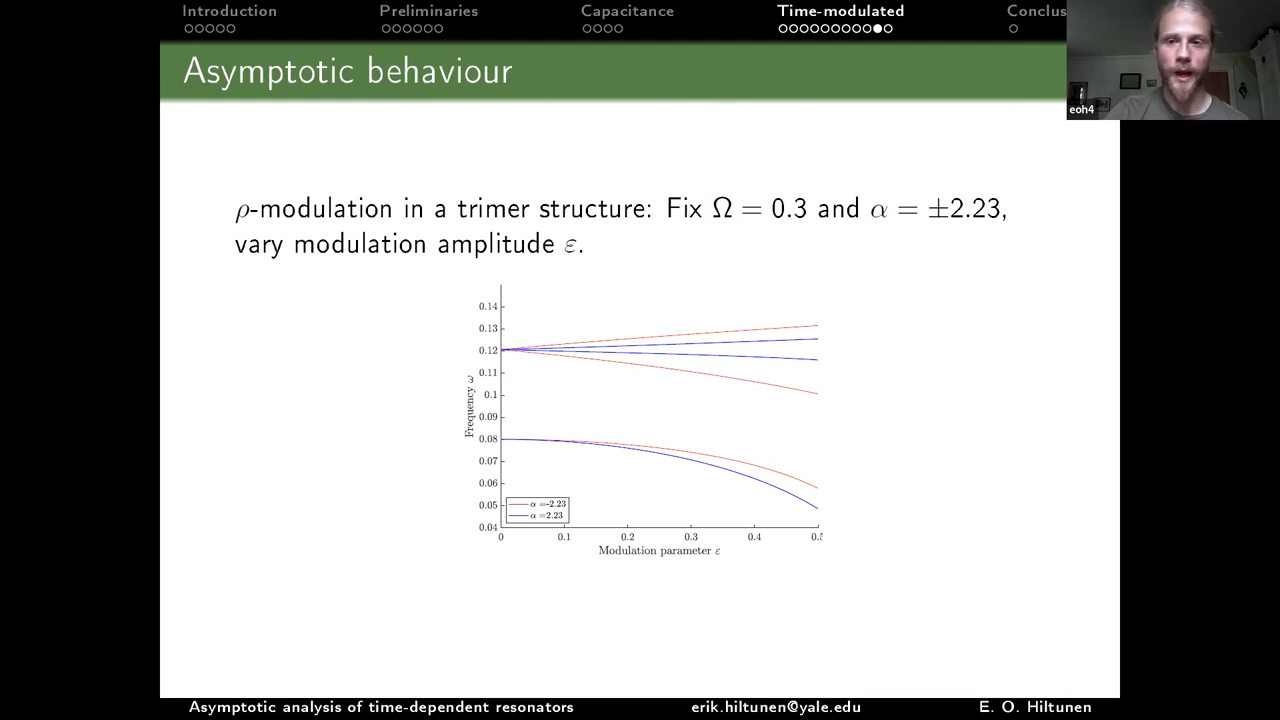 Introduction Preliminaries Capacitance Time-modulated Conclus
eoh4
Asymptotic behaviour
ρ-modulation in a trimer structure: Fix Ω = 0.3 and α = ±2.23,
vary modulation amplitude ε.
0.14
0.13
0.12
0.11
0.1
0.09
0.08
0.07
0.06
0.05
0.04
Frequency ω
α =-2.23
α =2.23
0 0.1 0.2 0.3 0.4 0.5
Modulation parameter ε
Asymptotic analysis of time-dependent resonators erik.hiltunen@yale.edu E. O. Hiltunen